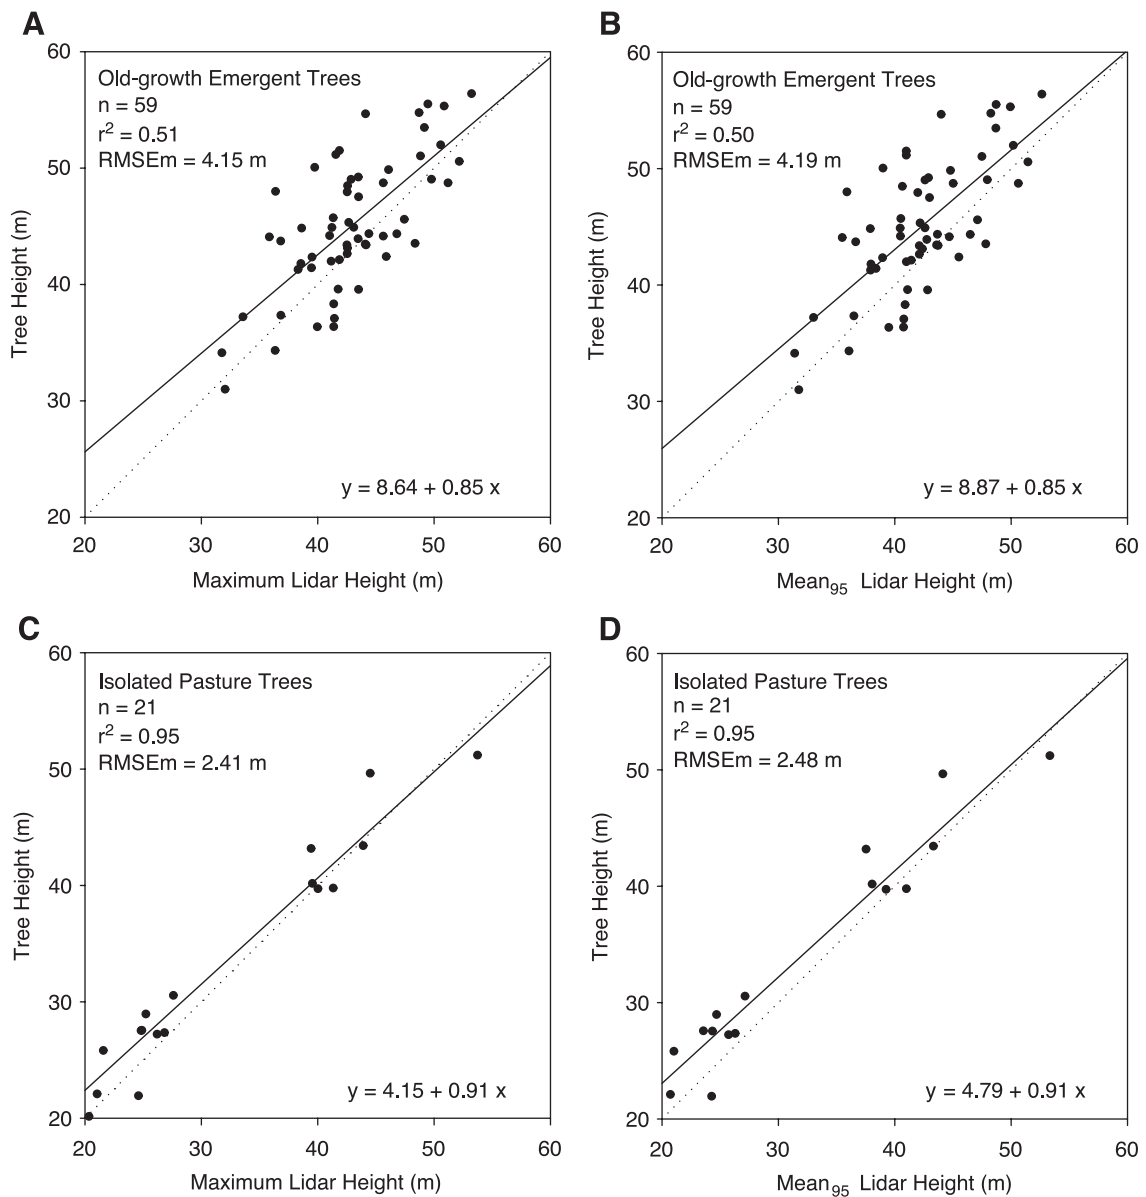 A
60
50
40
30
20
Tree Height (m)
Old-growth Emergent Trees
n = 59
r² = 0.51
RMSEm = 4.15 m
y = 8.64 + 0.85 x
20 30 40 50 60
Maximum Lidar Height (m)
B
60
50
40
30
20
Tree Height (m)
Old-growth Emergent Trees
n = 59
r² = 0.50
RMSEm = 4.19 m
y = 8.87 + 0.85 x
20 30 40 50 60
Mean₉₅ Lidar Height (m)
C
60
50
40
30
20
Tree Height (m)
Isolated Pasture Trees
n = 21
r² = 0.95
RMSEm = 2.41 m
y = 4.15 + 0.91 x
20 30 40 50 60
Maximum Lidar Height (m)
D
60
50
40
30
20
Tree Height (m)
Isolated Pasture Trees
n = 21
r² = 0.95
RMSEm = 2.48 m
y = 4.79 + 0.91 x
20 30 40 50 60
Mean₉₅ Lidar Height (m)